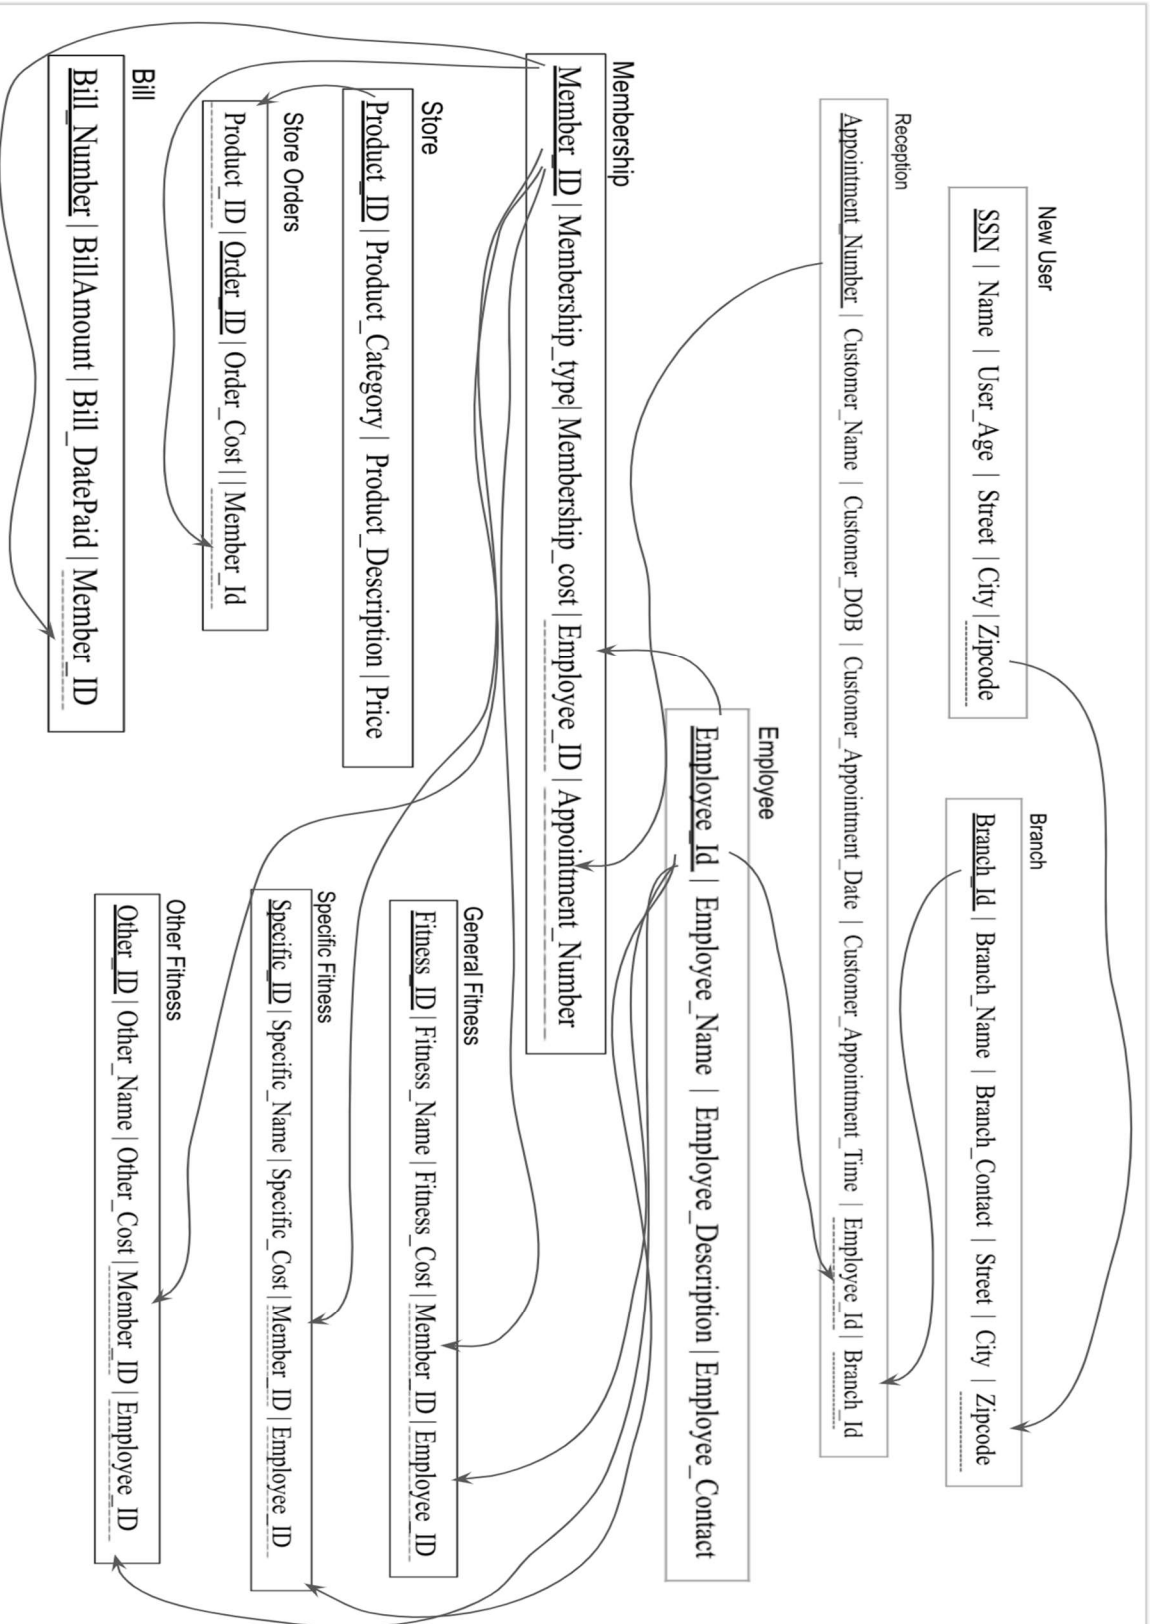 New User
SSN | Name | User_Age | Street | City | Zipcode
Branch
Branch_Id | Branch_Name | Branch_Contact | Street | City | Zipcode
Reception
Appointment_Number | Customer_Name | Customer_DOB | Customer_Appointment_Date | Customer_Appointment_Time | Employee_Id | Branch_Id
Employee
Employee_Id | Employee_Name | Employee_Description | Employee_Contact
Membership
Member_ID | Membership_type| Membership_cost | Employee_ID | Appointment_Number
Store
Product_ID | Product_Category | Product_Description | Price
General Fitness
Fitness_ID | Fitness_Name | Fitness_Cost | Member_ID | Employee_ID
Store Orders
Product_ID | Order_ID | Order_Cost | | Member_Id
Specific Fitness
Specific_ID | Specific_Name | Specific_Cost | Member_ID | Employee_ID
Bill
Bill_Number | BillAmount | Bill_DatePaid | Member_ID
Other Fitness
Other_ID | Other_Name | Other_Cost | Member_ID | Employee_ID